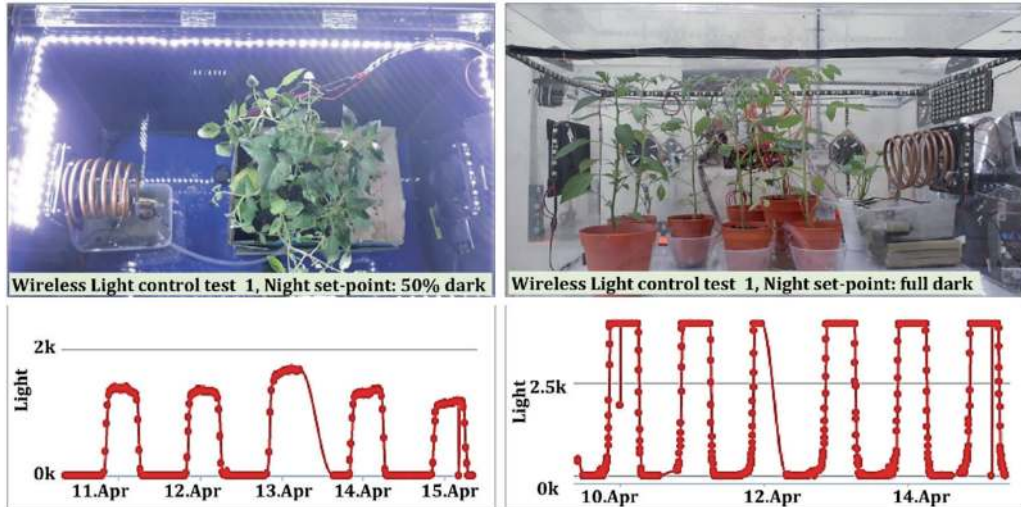 Wireless Light control test 1, Night set-point: 50% dark
Wireless Light control test 1, Night set-point: full dark
2k
Light
0k
11.Apr 12.Apr 13.Apr 14.Apr 15.Apr
2.5k
Light
0k
10.Apr 12.Apr 14.Apr